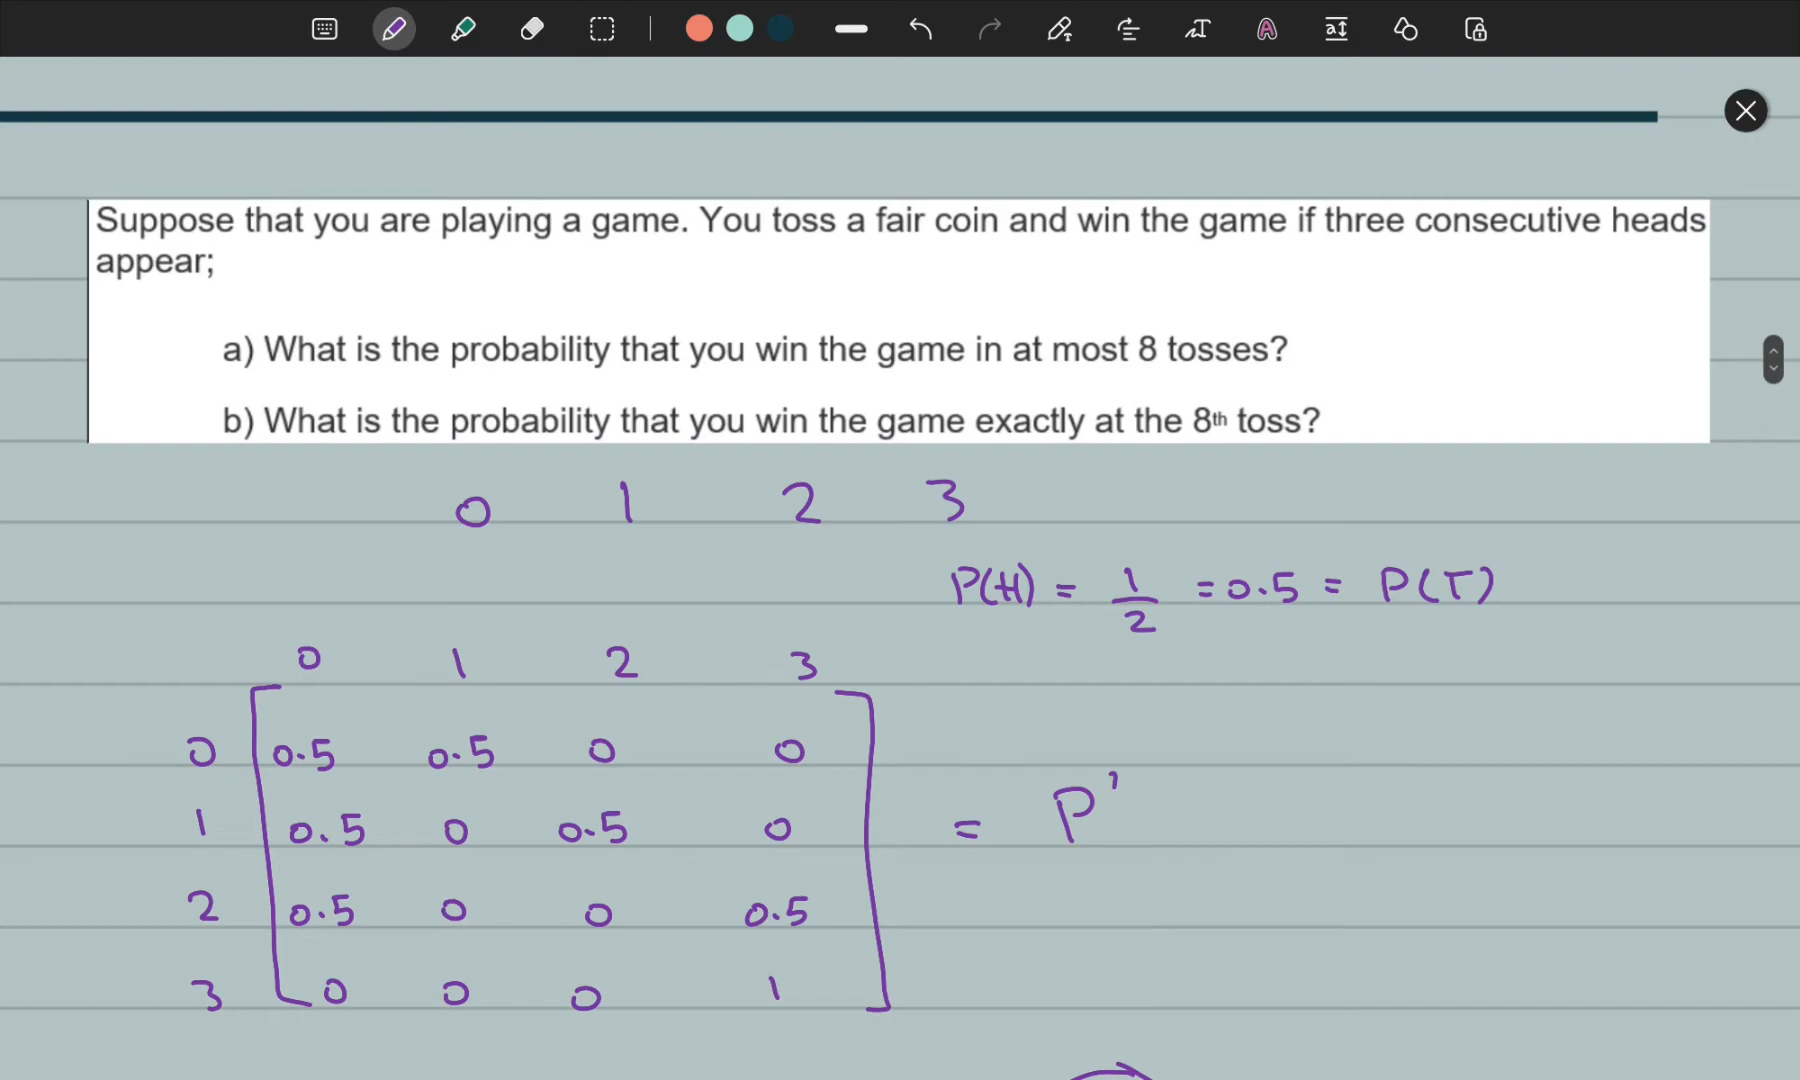 Suppose that you are playing a game. You toss a fair coin and win the game if three consecutive heads
appear;
a) What is the probability that you win the game in at most 8 tosses?
b) What is the probability that you win the game exactly at the 8th toss?
0 1 2 3
P(H) = 1/2 = 0.5 = P(T)
0 1 2 3
0 0.5 0.5 0 0
1 0.5 0 0.5 0 = P'
2 0.5 0 0 0.5
3 0 0 0 1